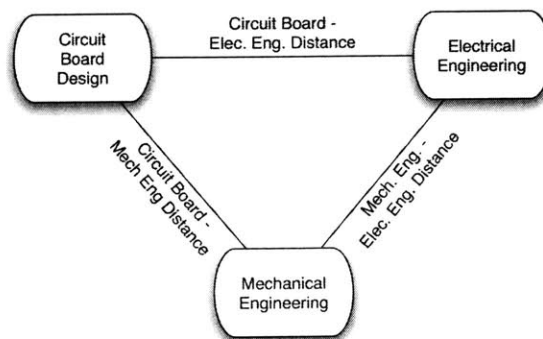 Circuit Board -
Elec. Eng. Distance
Circuit
Board
Design
Electrical
Engineering
Circuit Board -
Mech Eng Distance
Mech. Eng. -
Elec. Eng. Distance
Mechanical
Engineering